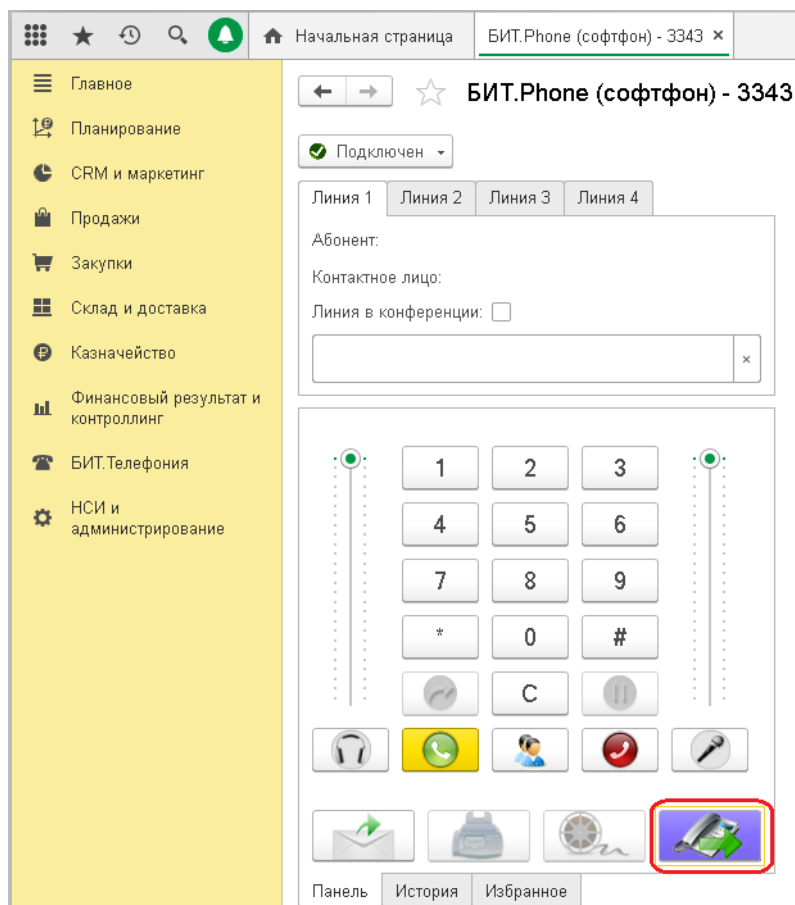 Начальная страница
БИТ.Phone (софтфон) - 3343 ×
Главное
Планирование
CRM и маркетинг
Продажи
Закупки
Склад и доставка
Казначейство
Финансовый результат и
контроллинг
БИТ.Телефония
НСИ и
администрирование
БИТ.Phone (софтфон) - 3343
Подключен
Линия 1 Линия 2 Линия 3 Линия 4
Абонент:
Контактное лицо:
Линия в конференции:
×
1 2 3
4 5 6
7 8 9
* 0 #
C
Панель История Избранное